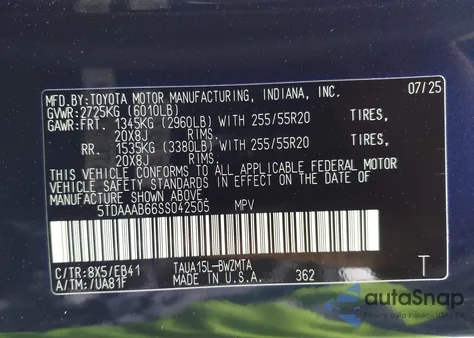 MFD.BY:TOYOTA MOTOR MANUFACTURING, INDIANA, INC. 07/25
GVWR:2725KG (6010LB)
GAWR:FRT. 1345KG (2960LB) WITH 255/55R20 TIRES,
20X8J RIMS,
RR. 1535KG (3380LB) WITH 255/55R20 TIRES,
20X8J RIMS.
THIS VEHICLE CONFORMS TO ALL APPLICABLE FEDERAL MOTOR
VEHICLE SAFETY STANDARDS IN EFFECT ON THE DATE OF
MANUFACTURE SHOWN ABOVE.
5TDAAAB66SS042505 MPV
C/TR:8X5/EB41 TAUA15L-BWZMTA
A/TM:/UA81F MADE IN U.S.A. 362 T
autoSnap